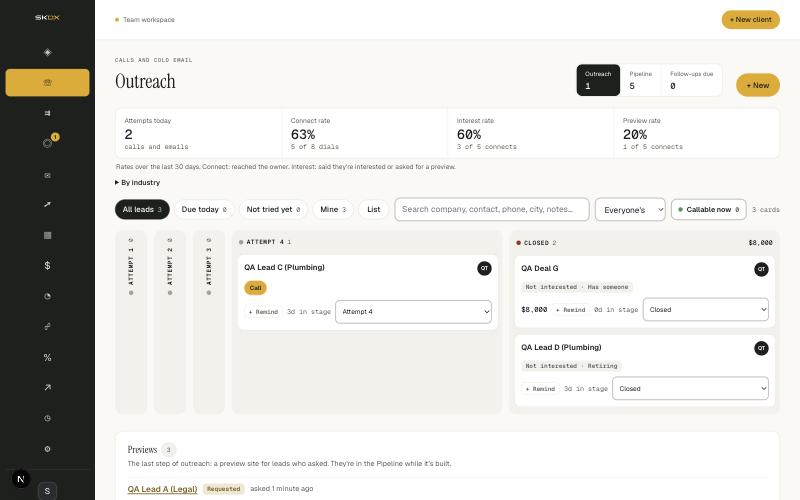 SKOX
Team workspace
+ New client
CALLS AND COLD EMAIL
Outreach
Outreach
1
Pipeline
5
Follow-ups due
0
+ New
Attempts today
2
calls and emails
Connect rate
63%
5 of 8 dials
Interest rate
60%
3 of 5 connects
Preview rate
20%
1 of 5 connects
Rates over the last 30 days. Connect: reached the owner. Interest: said they're interested or asked for a preview.
By industry
All leads 3
Due today 0
Not tried yet 0
Mine 3
List
Search company, contact, phone, city, notes...
Everyone's
Callable now 0
3 cards
ATTEMPT 1 0
ATTEMPT 2 0
ATTEMPT 3 0
ATTEMPT 4 1
QA Lead C (Plumbing)
QT
Call
+ Remind 3d in stage Attempt 4
CLOSED 2
$8,000
QA Deal G
QT
Not interested · Has someone
$8,000 + Remind 0d in stage Closed
QA Lead D (Plumbing)
QT
Not interested · Retiring
+ Remind 3d in stage Closed
Previews 3
The last step of outreach: a preview site for leads who asked. They're in the Pipeline while it's built.
QA Lead A (Legal) Requested asked 1 minute ago
1
N
S